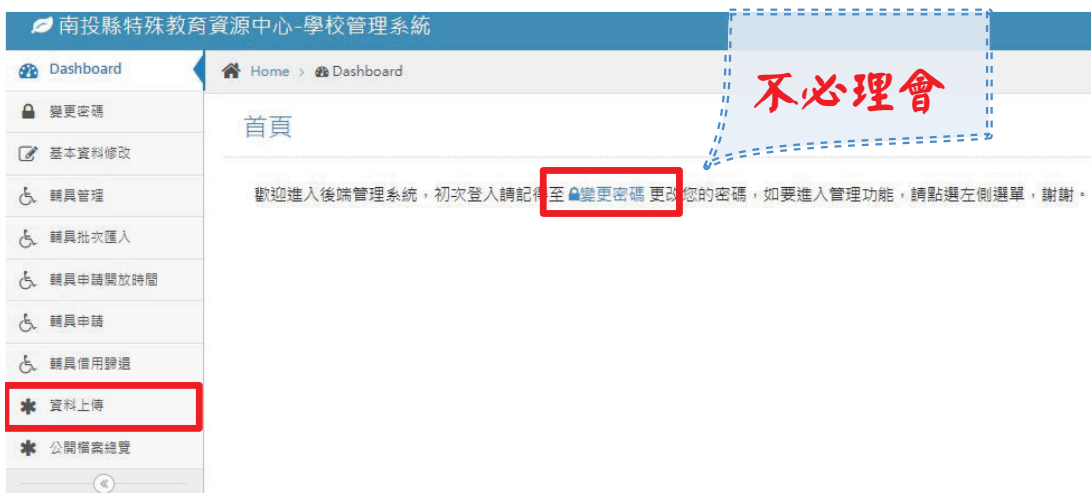 南投縣特殊教育資源中心-學校管理系統
Dashboard
變更密碼
基本資料修改
輔具管理
輔具批次匯入
輔具申請開放時間
輔具申請
輔具借用歸還
資料上傳
公開檔案總覽
Home > Dashboard
不必理會
首頁
歡迎進入後端管理系統，初次登入請記得至 變更密碼 更改您的密碼，如要進入管理功能，請點選左側選單，謝謝。